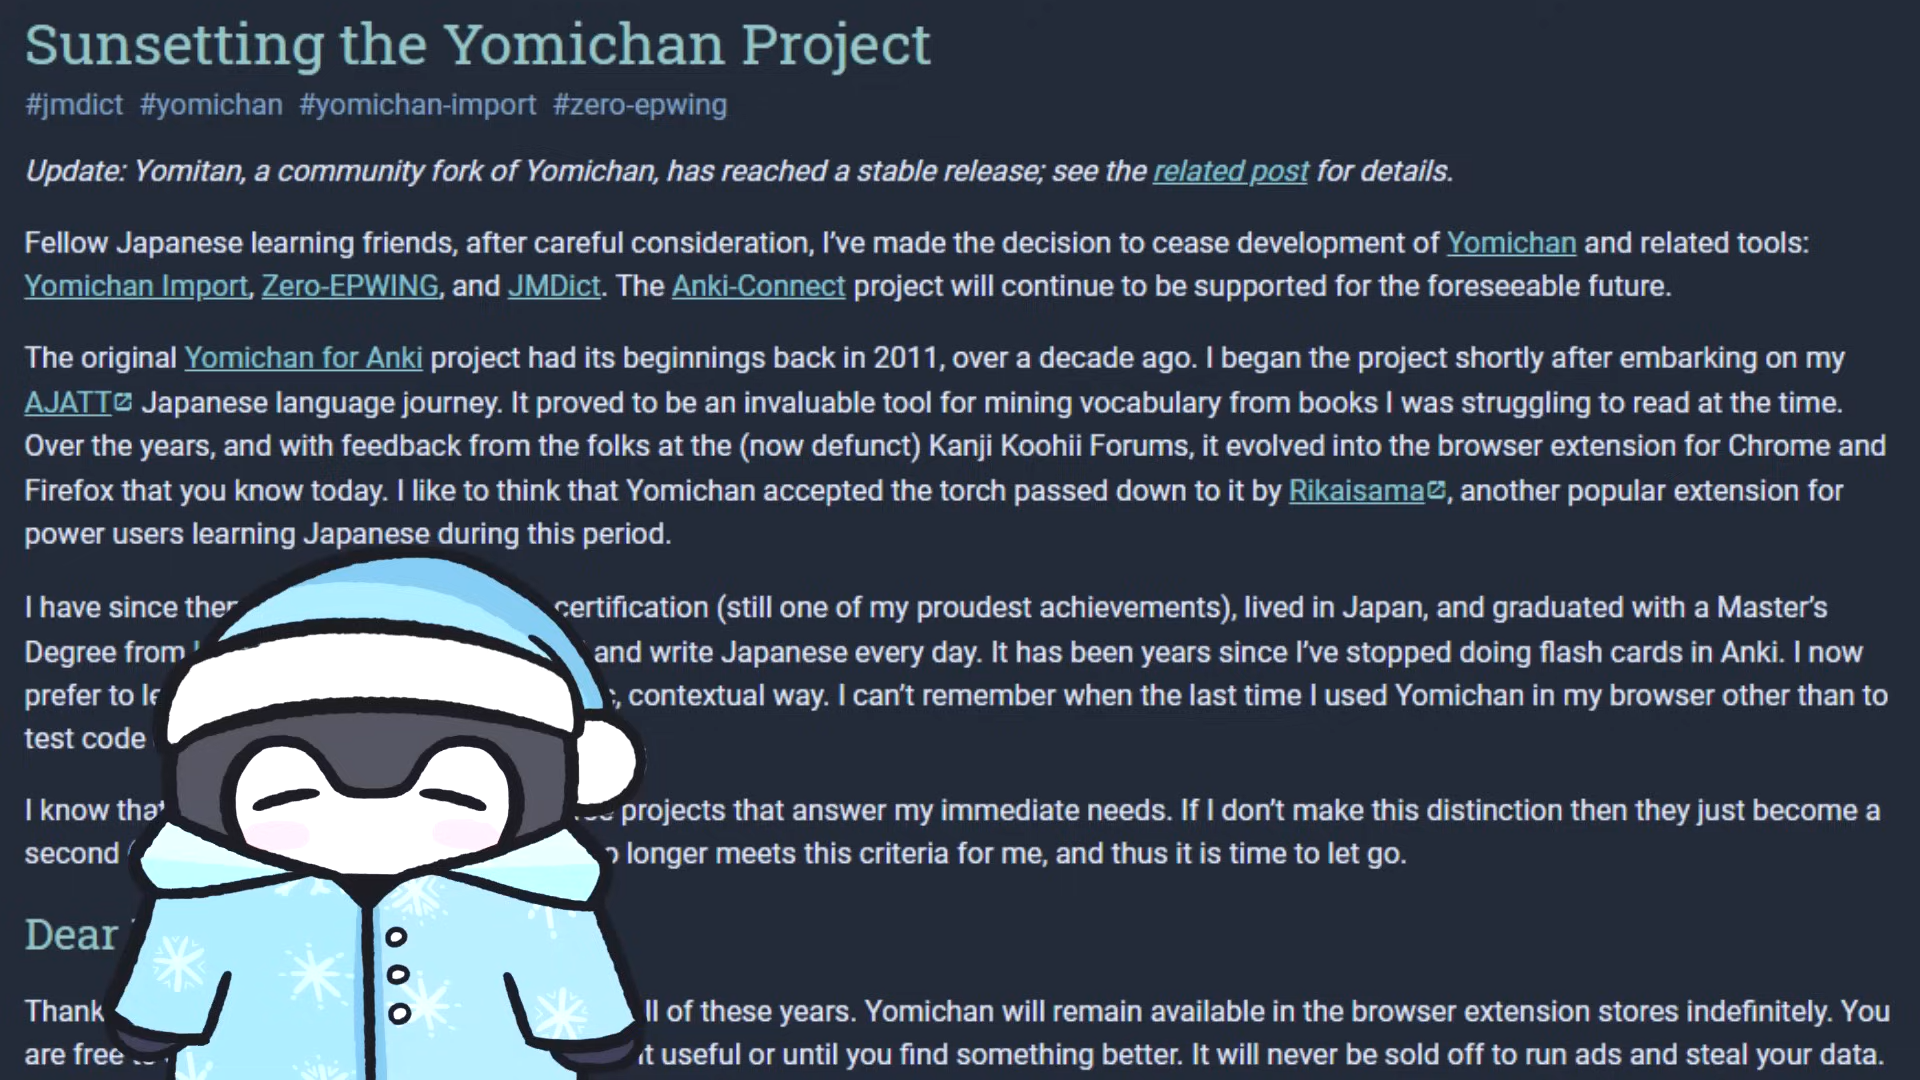 Sunsetting the Yomichan Project
#jmdict #yomichan #yomichan-import #zero-epwing
Update: Yomitan, a community fork of Yomichan, has reached a stable release; see the related post for details.
Fellow Japanese learning friends, after careful consideration, I’ve made the decision to cease development of Yomichan and related tools:
Yomichan Import, Zero-EPWING, and JMDict. The Anki-Connect project will continue to be supported for the foreseeable future.
The original Yomichan for Anki project had its beginnings back in 2011, over a decade ago. I began the project shortly after embarking on my
AJATT Japanese language journey. It proved to be an invaluable tool for mining vocabulary from books I was struggling to read at the time.
Over the years, and with feedback from the folks at the (now defunct) Kanji Koohii Forums, it evolved into the browser extension for Chrome and
Firefox that you know today. I like to think that Yomichan accepted the torch passed down to it by Rikaisama, another popular extension for
power users learning Japanese during this period.
I have since certification (still one of my proudest achievements), lived in Japan, and graduated with a Master’s
Degree from and write Japanese every day. It has been years since I’ve stopped doing flash cards in Anki. I now
prefer to contextual way. I can’t remember when the last time I used Yomichan in my browser other than to
test code
I know projects that answer my immediate needs. If I don’t make this distinction then they just become a
second longer meets this criteria for me, and thus it is time to let go.
Dear
Thank of these years. Yomichan will remain available in the browser extension stores indefinitely. You
are free useful or until you find something better. It will never be sold off to run ads and steal your data.